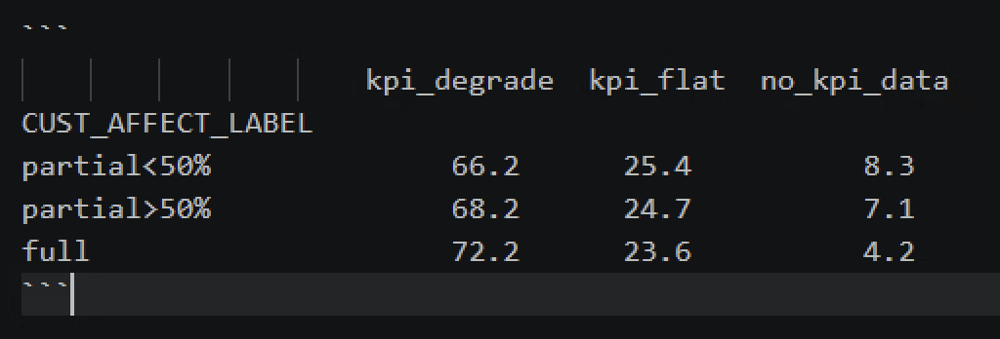 ```
kpi_degrade kpi_flat no_kpi_data
CUST_AFFECT_LABEL
partial<50% 66.2 25.4 8.3
partial>50% 68.2 24.7 7.1
full 72.2 23.6 4.2
```